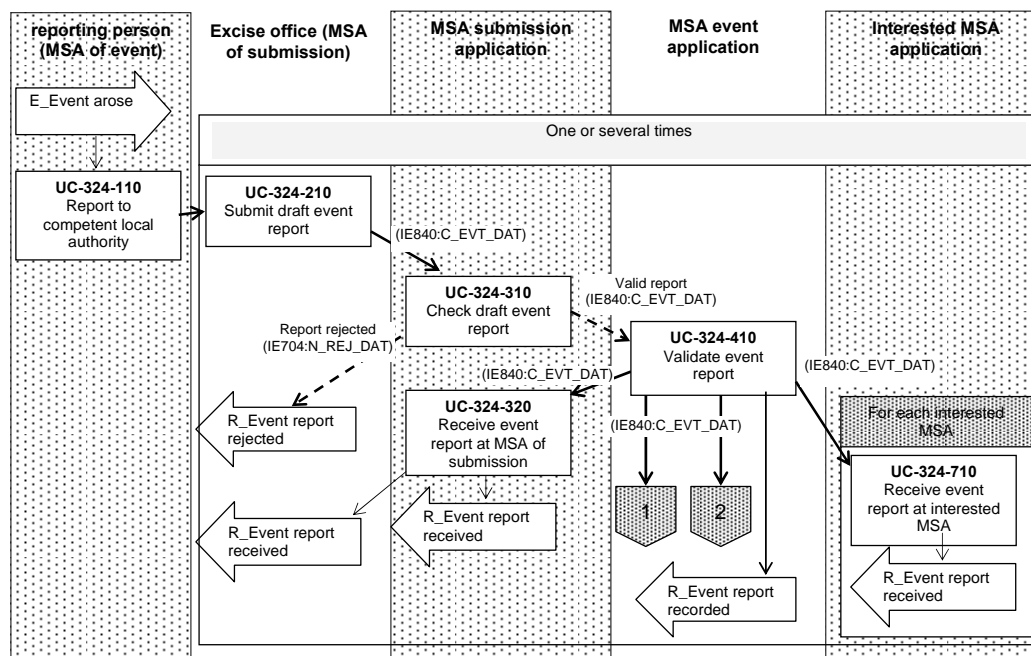 reporting person
(MSA of event)
Excise office (MSA
of submission)
MSA submission
application
MSA event
application
Interested MSA
application
E_Event arose
One or several times
UC-324-110
Report to
competent local
authority
UC-324-210
Submit draft event
report
(IE840:C_EVT_DAT)
UC-324-310
Check draft event
report
Valid report
(IE840:C_EVT_DAT)
Report rejected
(IE704:N_REJ_DAT)
UC-324-410
Validate event
report
(IE840:C_EVT_DAT)
(IE840:C_EVT_DAT)
R_Event report
rejected
UC-324-320
Receive event
report at MSA of
submission
(IE840:C_EVT_DAT)
For each interested
MSA
UC-324-710
Receive event
report at interested
MSA
1
2
R_Event report
received
R_Event report
received
R_Event report
recorded
R_Event report
received